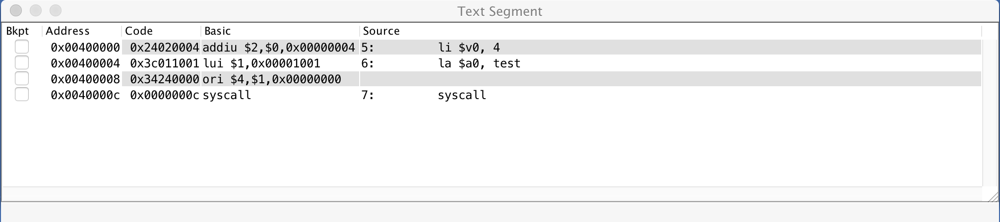 Text Segment
Bkpt Address Code Basic Source
0x00400000 0x24020004 addiu $2,$0,0x00000004 5: li $v0, 4
0x00400004 0x3c011001 lui $1,0x00001001 6: la $a0, test
0x00400008 0x34240000 ori $4,$1,0x00000000
0x0040000c 0x0000000c syscall 7: syscall